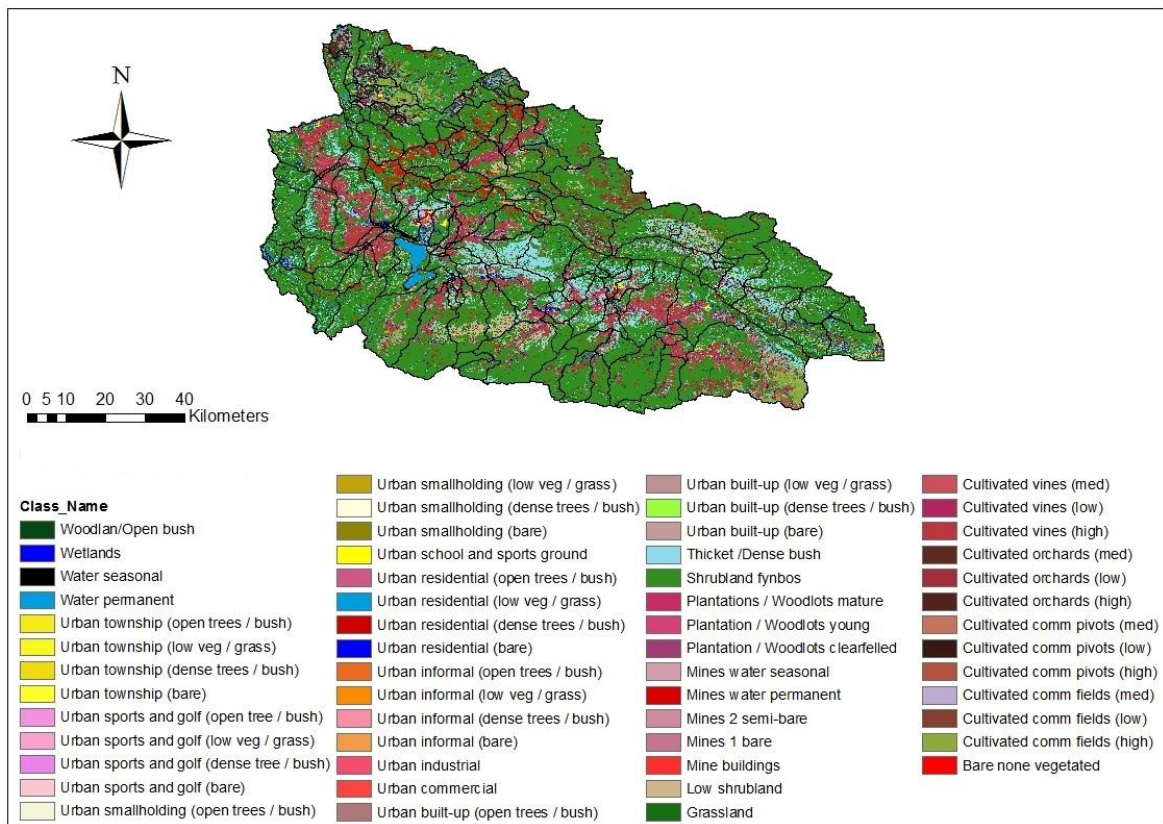 N
0 5 10 20 30 40
Kilometers
Class_Name
Woodlan/Open bush
Wetlands
Water seasonal
Water permanent
Urban township (open trees / bush)
Urban township (low veg / grass)
Urban township (dense trees / bush)
Urban township (bare)
Urban sports and golf (open tree / bush)
Urban sports and golf (low veg / grass)
Urban sports and golf (dense tree / bush)
Urban sports and golf (bare)
Urban smallholding (open trees / bush)
Urban smallholding (low veg / grass)
Urban smallholding (dense trees / bush)
Urban smallholding (bare)
Urban school and sports ground
Urban residential (open trees / bush)
Urban residential (low veg / grass)
Urban residential (dense trees / bush)
Urban residential (bare)
Urban informal (open trees / bush)
Urban informal (low veg / grass)
Urban informal (dense trees / bush)
Urban informal (bare)
Urban industrial
Urban commercial
Urban built-up (open trees / bush)
Urban built-up (low veg / grass)
Urban built-up (dense trees / bush)
Urban built-up (bare)
Thicket /Dense bush
Shrubland fynbos
Plantations / Woodlots mature
Plantation / Woodlots young
Plantation / Woodlots clearfelled
Mines water seasonal
Mines water permanent
Mines 2 semi-bare
Mines 1 bare
Mine buildings
Low shrubland
Grassland
Cultivated vines (med)
Cultivated vines (low)
Cultivated vines (high)
Cultivated orchards (med)
Cultivated orchards (low)
Cultivated orchards (high)
Cultivated comm pivots (med)
Cultivated comm pivots (low)
Cultivated comm pivots (high)
Cultivated comm fields (med)
Cultivated comm fields (low)
Cultivated comm fields (high)
Bare none vegetated